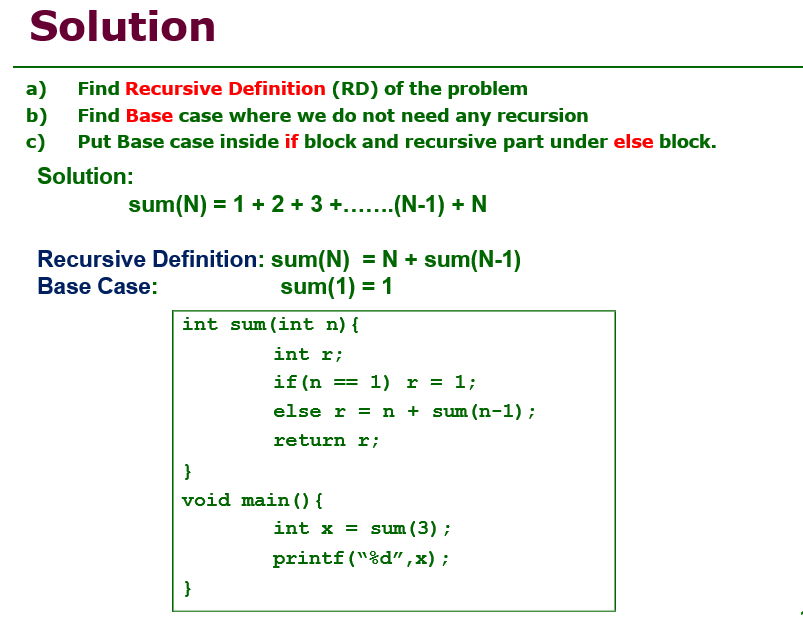 Solution
a) Find Recursive Definition (RD) of the problem
b) Find Base case where we do not need any recursion
c) Put Base case inside if block and recursive part under else block.
Solution:
sum(N) = 1 + 2 + 3 +…….(N-1) + N
Recursive Definition: sum(N) = N + sum(N-1)
Base Case: sum(1) = 1
int sum(int n){
int r;
if(n == 1) r = 1;
else r = n + sum(n-1);
return r;
}
void main(){
int x = sum(3);
printf(“%d”,x);
}